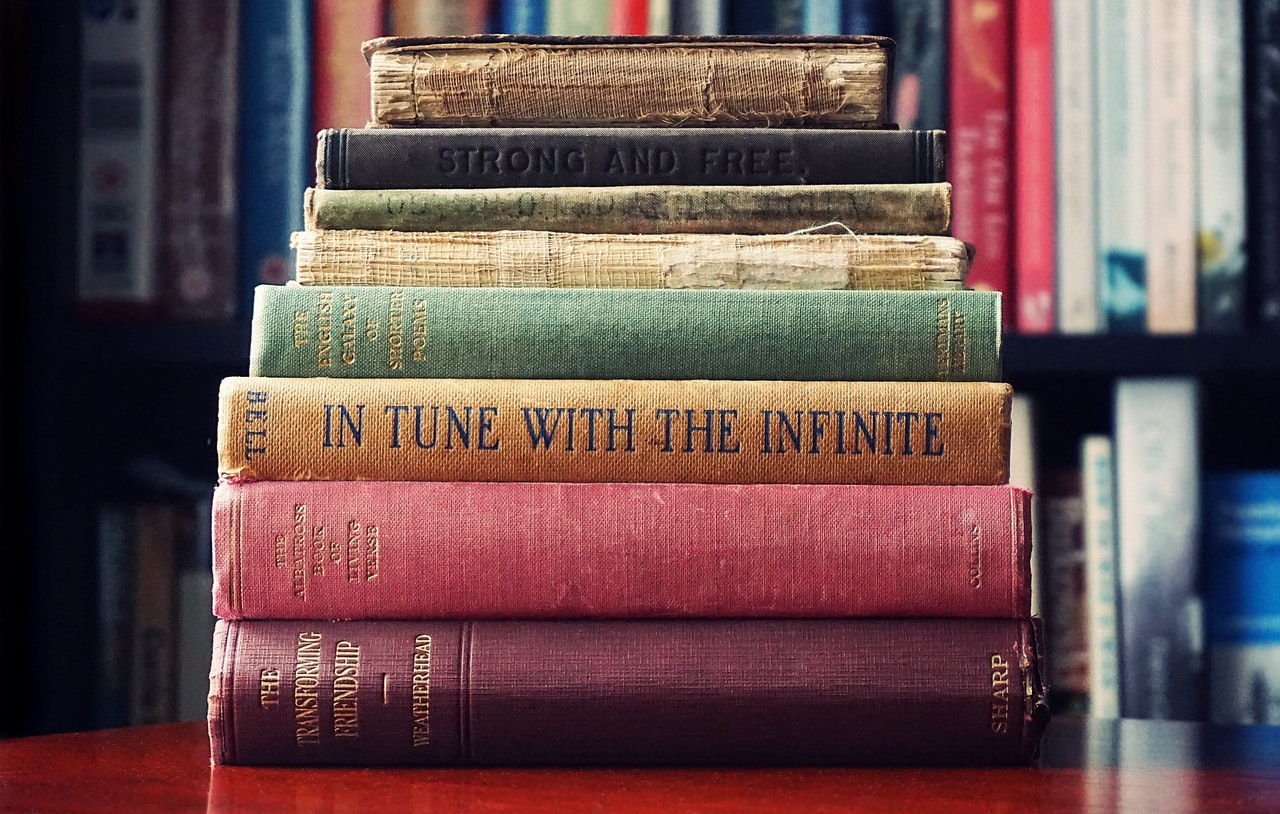 STRONG AND FREE.
THE
ENGLISH
GALAXY
OF
SHORTER
POEMS
BELL
IN TUNE WITH THE INFINITE
THE
ALBATROSS
BOOK
OF
LIVING
VERSE
COLLINS
THE
TRANSFORMING
FRIENDSHIP
—
WEATHERHEAD
SHARP